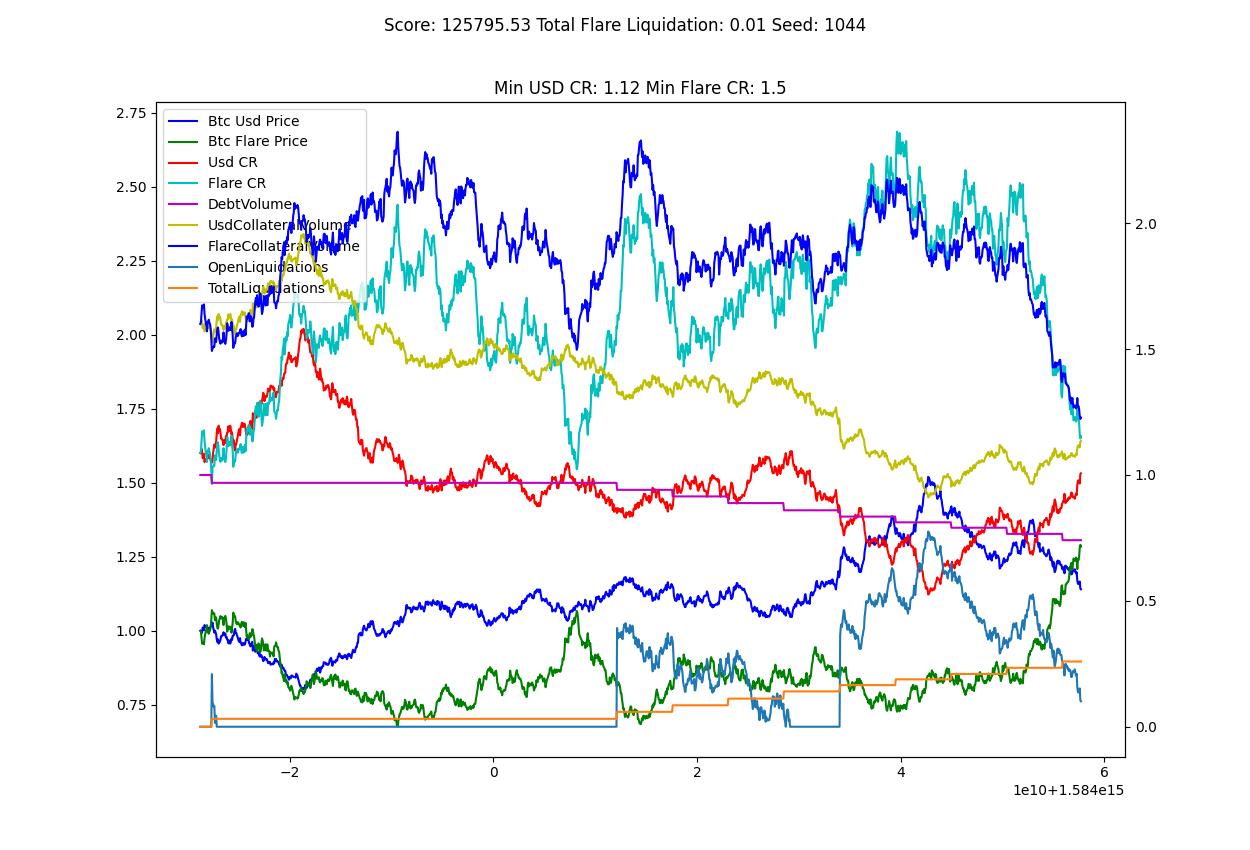 Score: 125795.53 Total Flare Liquidation: 0.01 Seed: 1044
Min USD CR: 1.12 Min Flare CR: 1.5
Btc Usd Price
Btc Flare Price
Usd CR
Flare CR
DebtVolume
UsdCollateralVolume
FlareCollateralVolume
OpenLiquidations
TotalLiquidations
2.75
2.50
2.25
2.00
1.75
1.50
1.25
1.00
0.75
2.0
1.5
1.0
0.5
0.0
−2
0
2
4
6
1e10+1.584e15